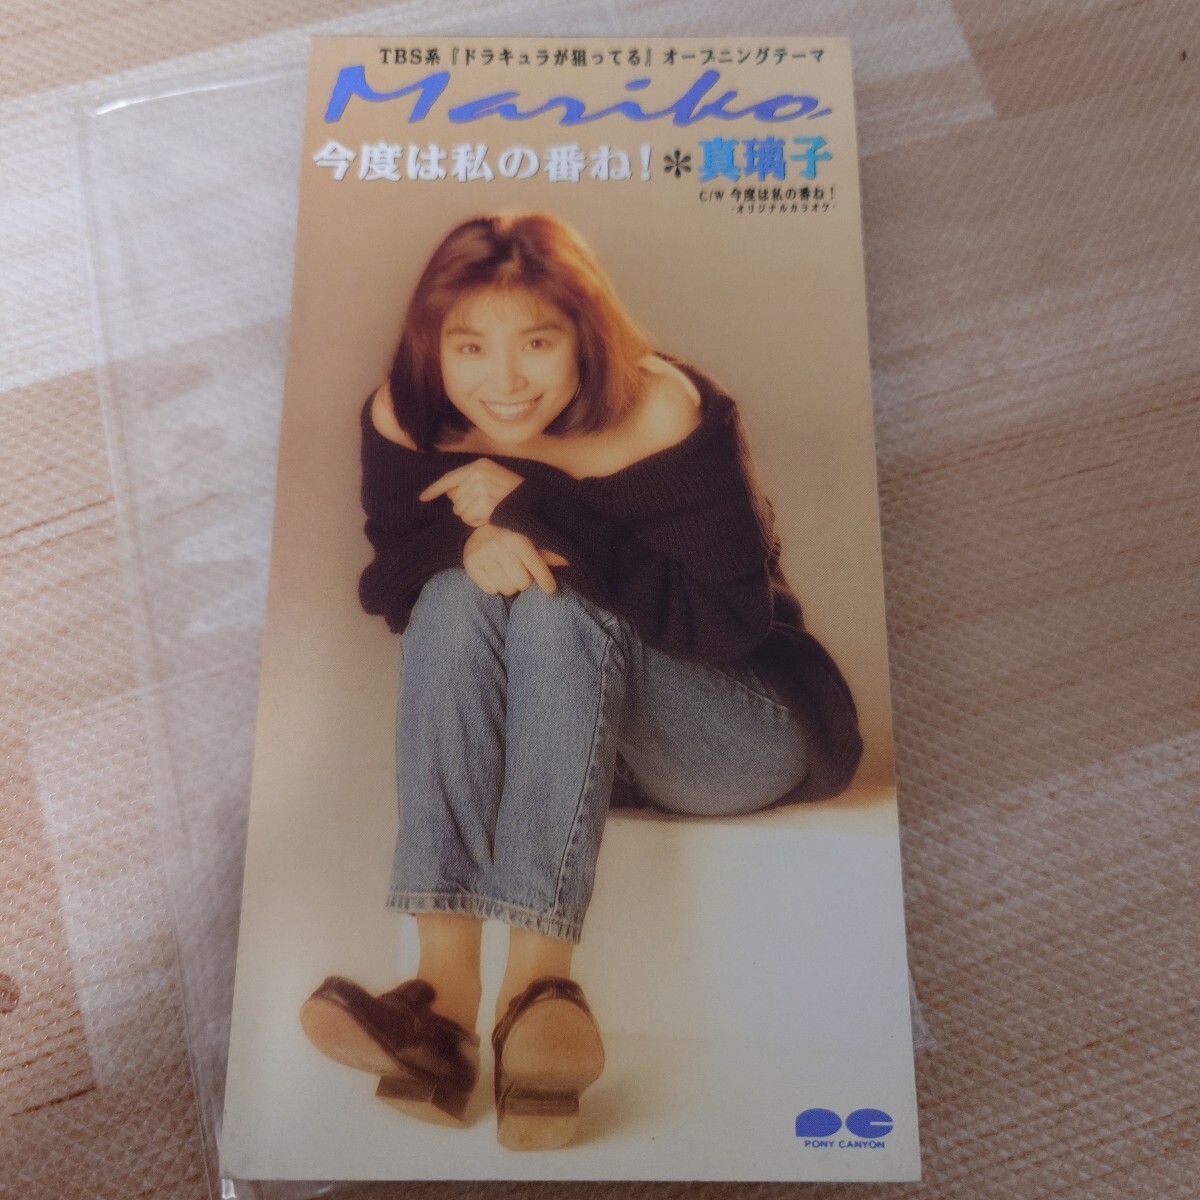 TBS系『ドラキュラが狙ってる』オープニングテーマ
Mariko
今度は私の番ね!*真璃子
C/W 今度は私の番ね!
-オリジナルカラオケ-
PONY CANYON